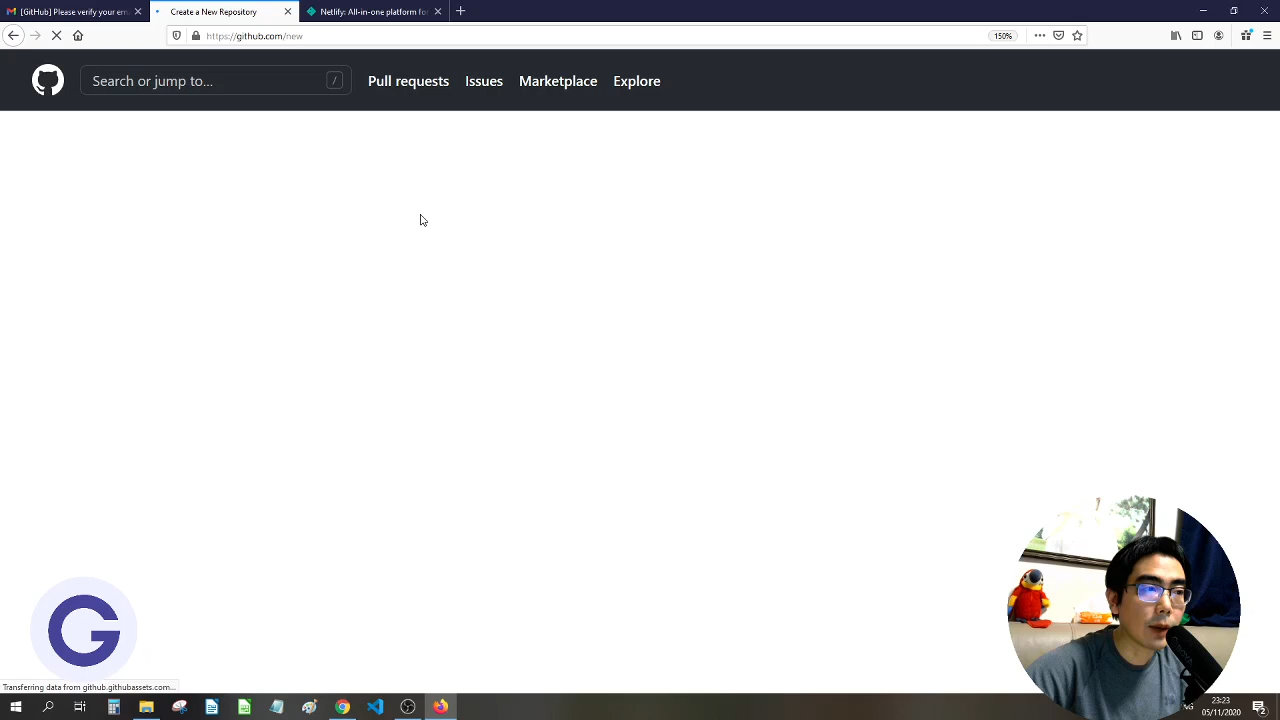 [GitHub] Please verify your ema
Create a New Repository
Netlify: All-in-one platform for
https://github.com/new
150%
Search or jump to...
/
Pull requests
Issues
Marketplace
Explore
G
Transferring data from github.githubassets.com...
23:23
05/11/2020
2